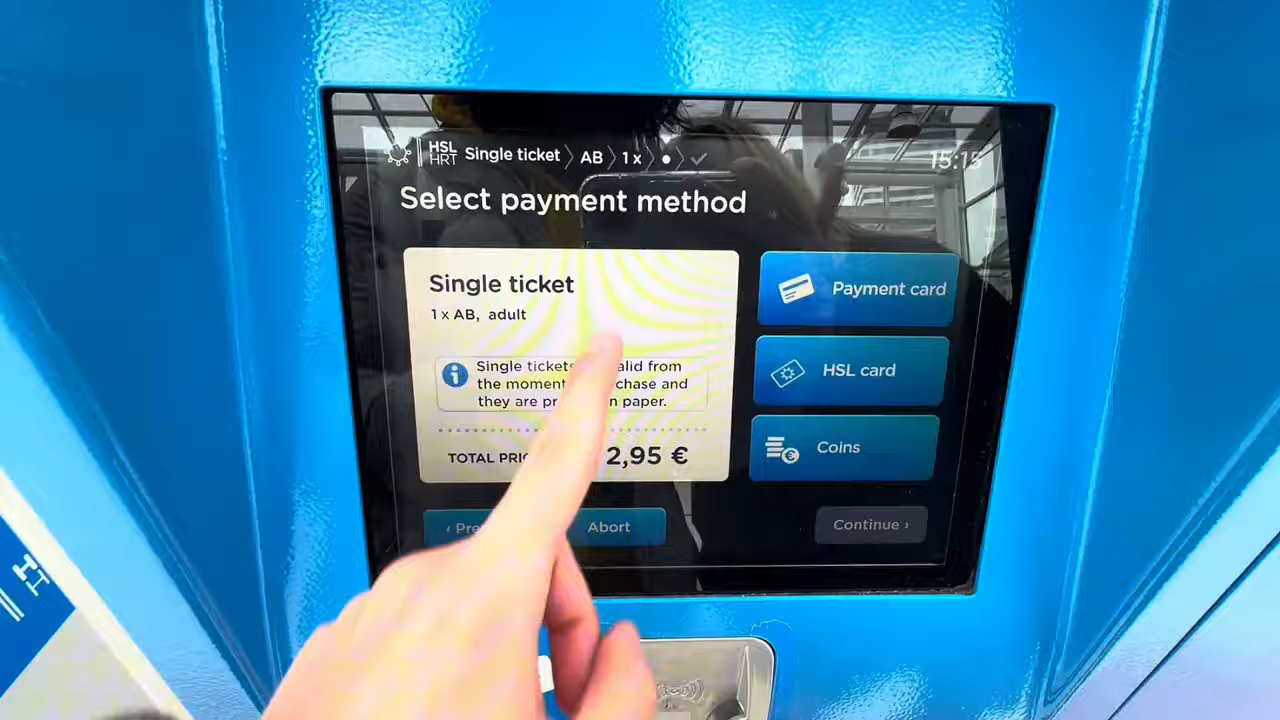 HSL
HRT
Single ticket 〉 AB 〉 1 x 〉 ● 〉 ✓
15:15
Select payment method
Single ticket
1 x AB, adult
Single tickets alid from
the moment chase and
they are pr n paper.
TOTAL PRI 2,95 €
Payment card
HSL card
Coins
‹ Pre
Abort
Continue ›